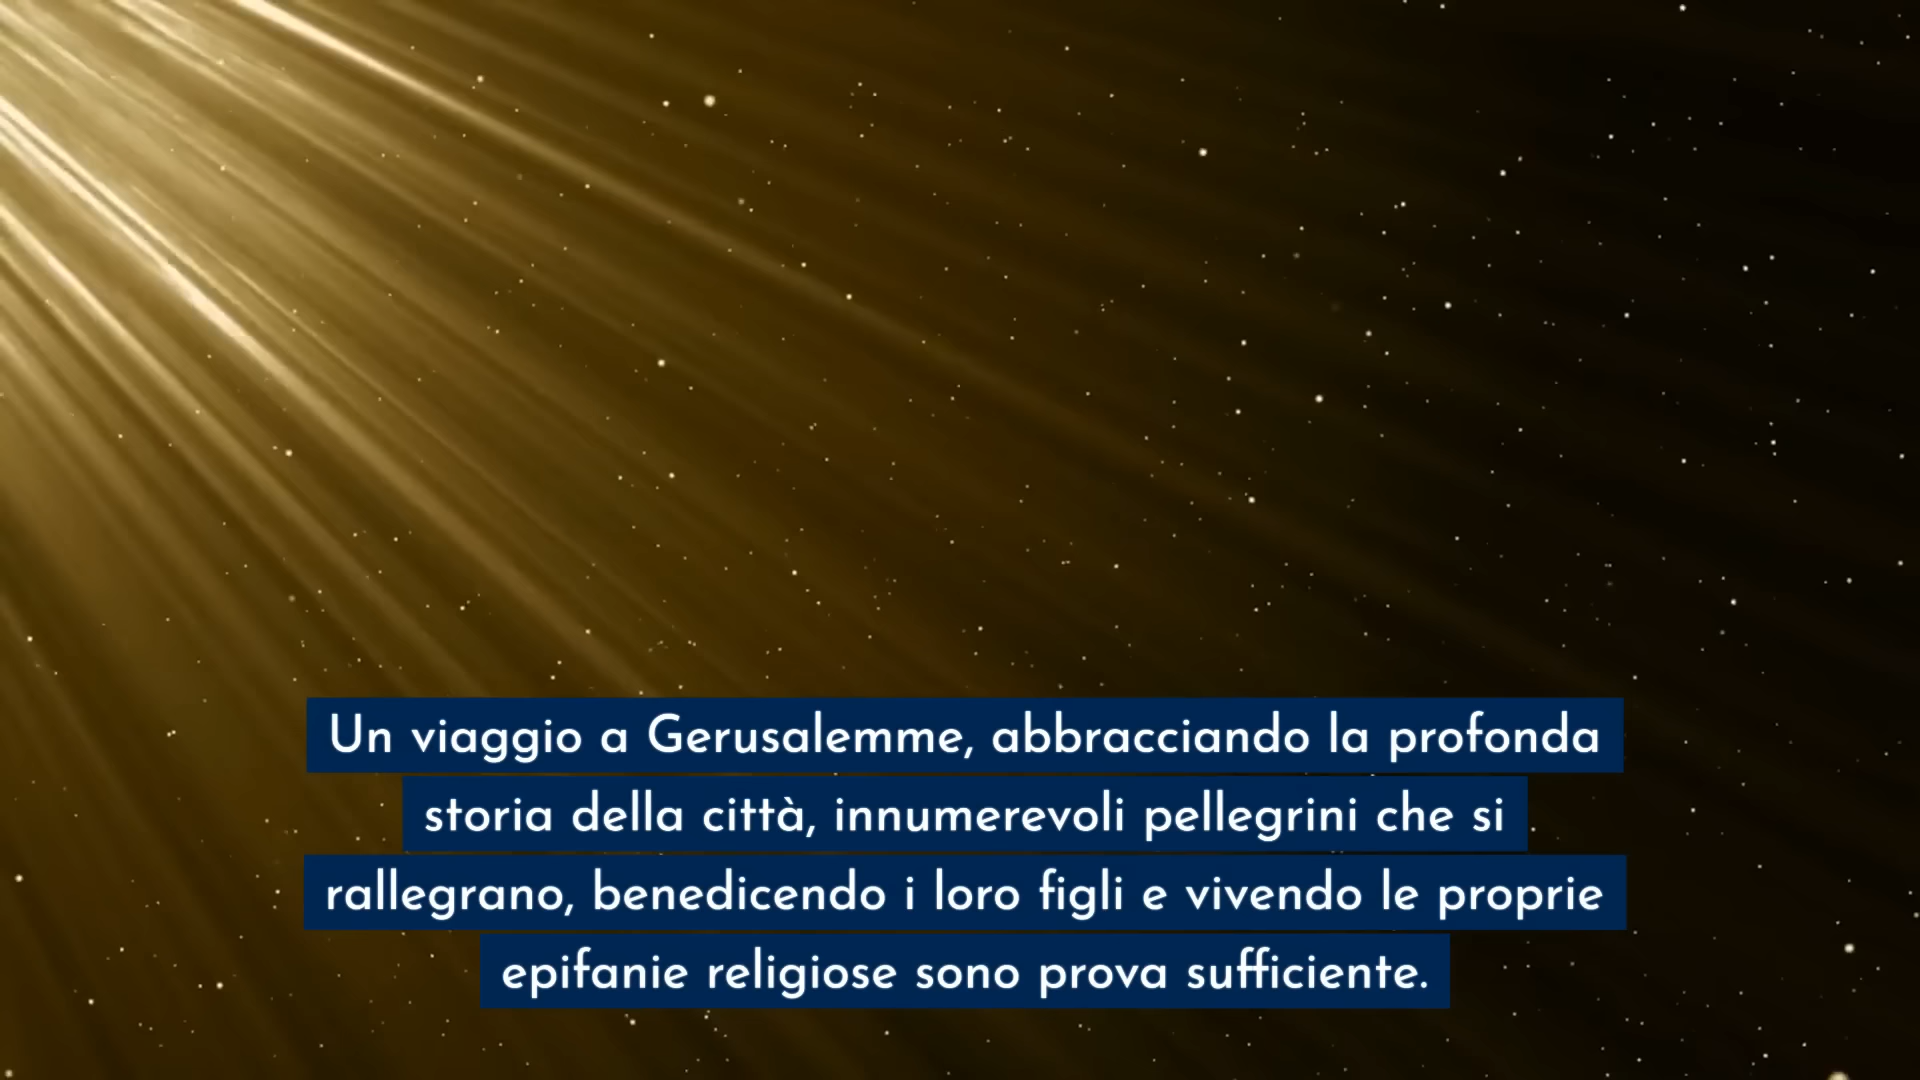 Un viaggio a Gerusalemme, abbracciando la profonda
storia della città, innumerevoli pellegrini che si
rallegrano, benedicendo i loro figli e vivendo le proprie
epifanie religiose sono prova sufficiente.